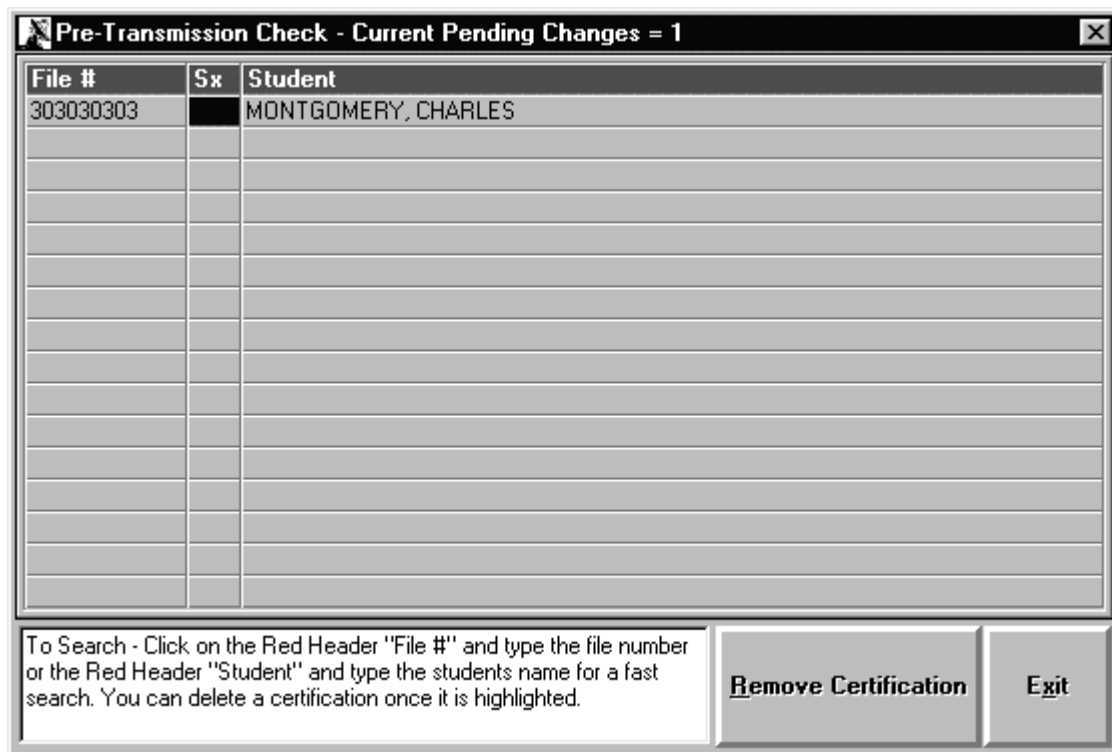 Pre-Transmission Check - Current Pending Changes = 1
File # Sx Student
303030303 MONTGOMERY, CHARLES
To Search - Click on the Red Header "File #" and type the file number
or the Red Header "Student" and type the students name for a fast
search. You can delete a certification once it is highlighted.
Remove Certification Exit